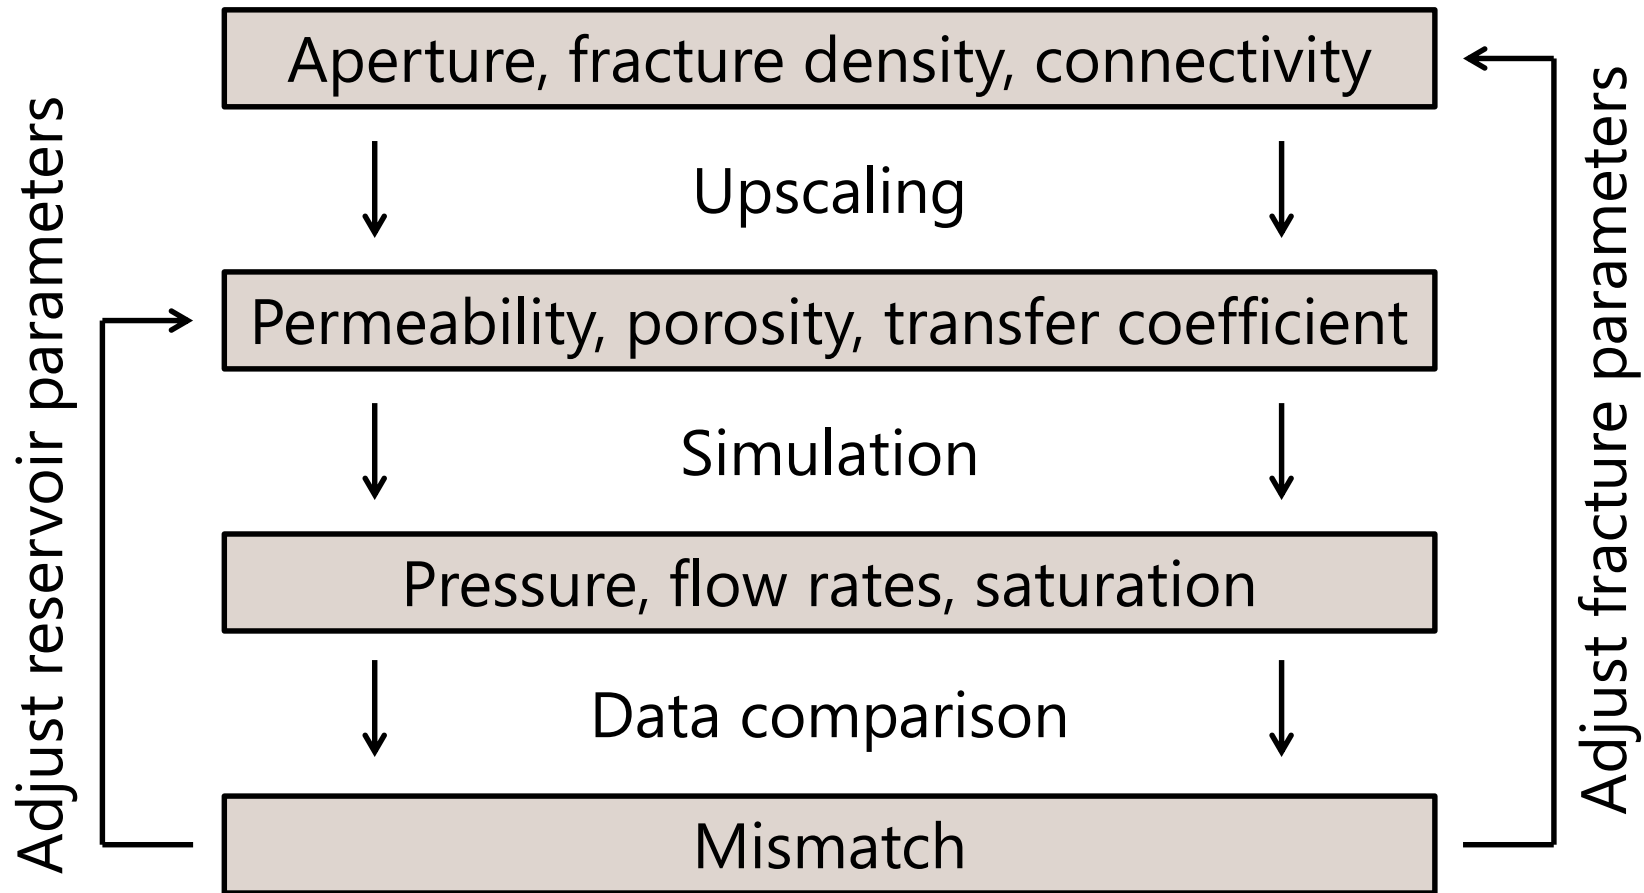 Aperture, fracture density, connectivity
Upscaling
Permeability, porosity, transfer coefficient
Simulation
Pressure, flow rates, saturation
Data comparison
Mismatch
Adjust reservoir parameters
Adjust fracture parameters